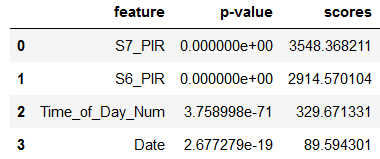 feature p-value scores
0 S7_PIR 0.000000e+00 3548.368211
1 S6_PIR 0.000000e+00 2914.570104
2 Time_of_Day_Num 3.758998e-71 329.671331
3 Date 2.677279e-19 89.594301